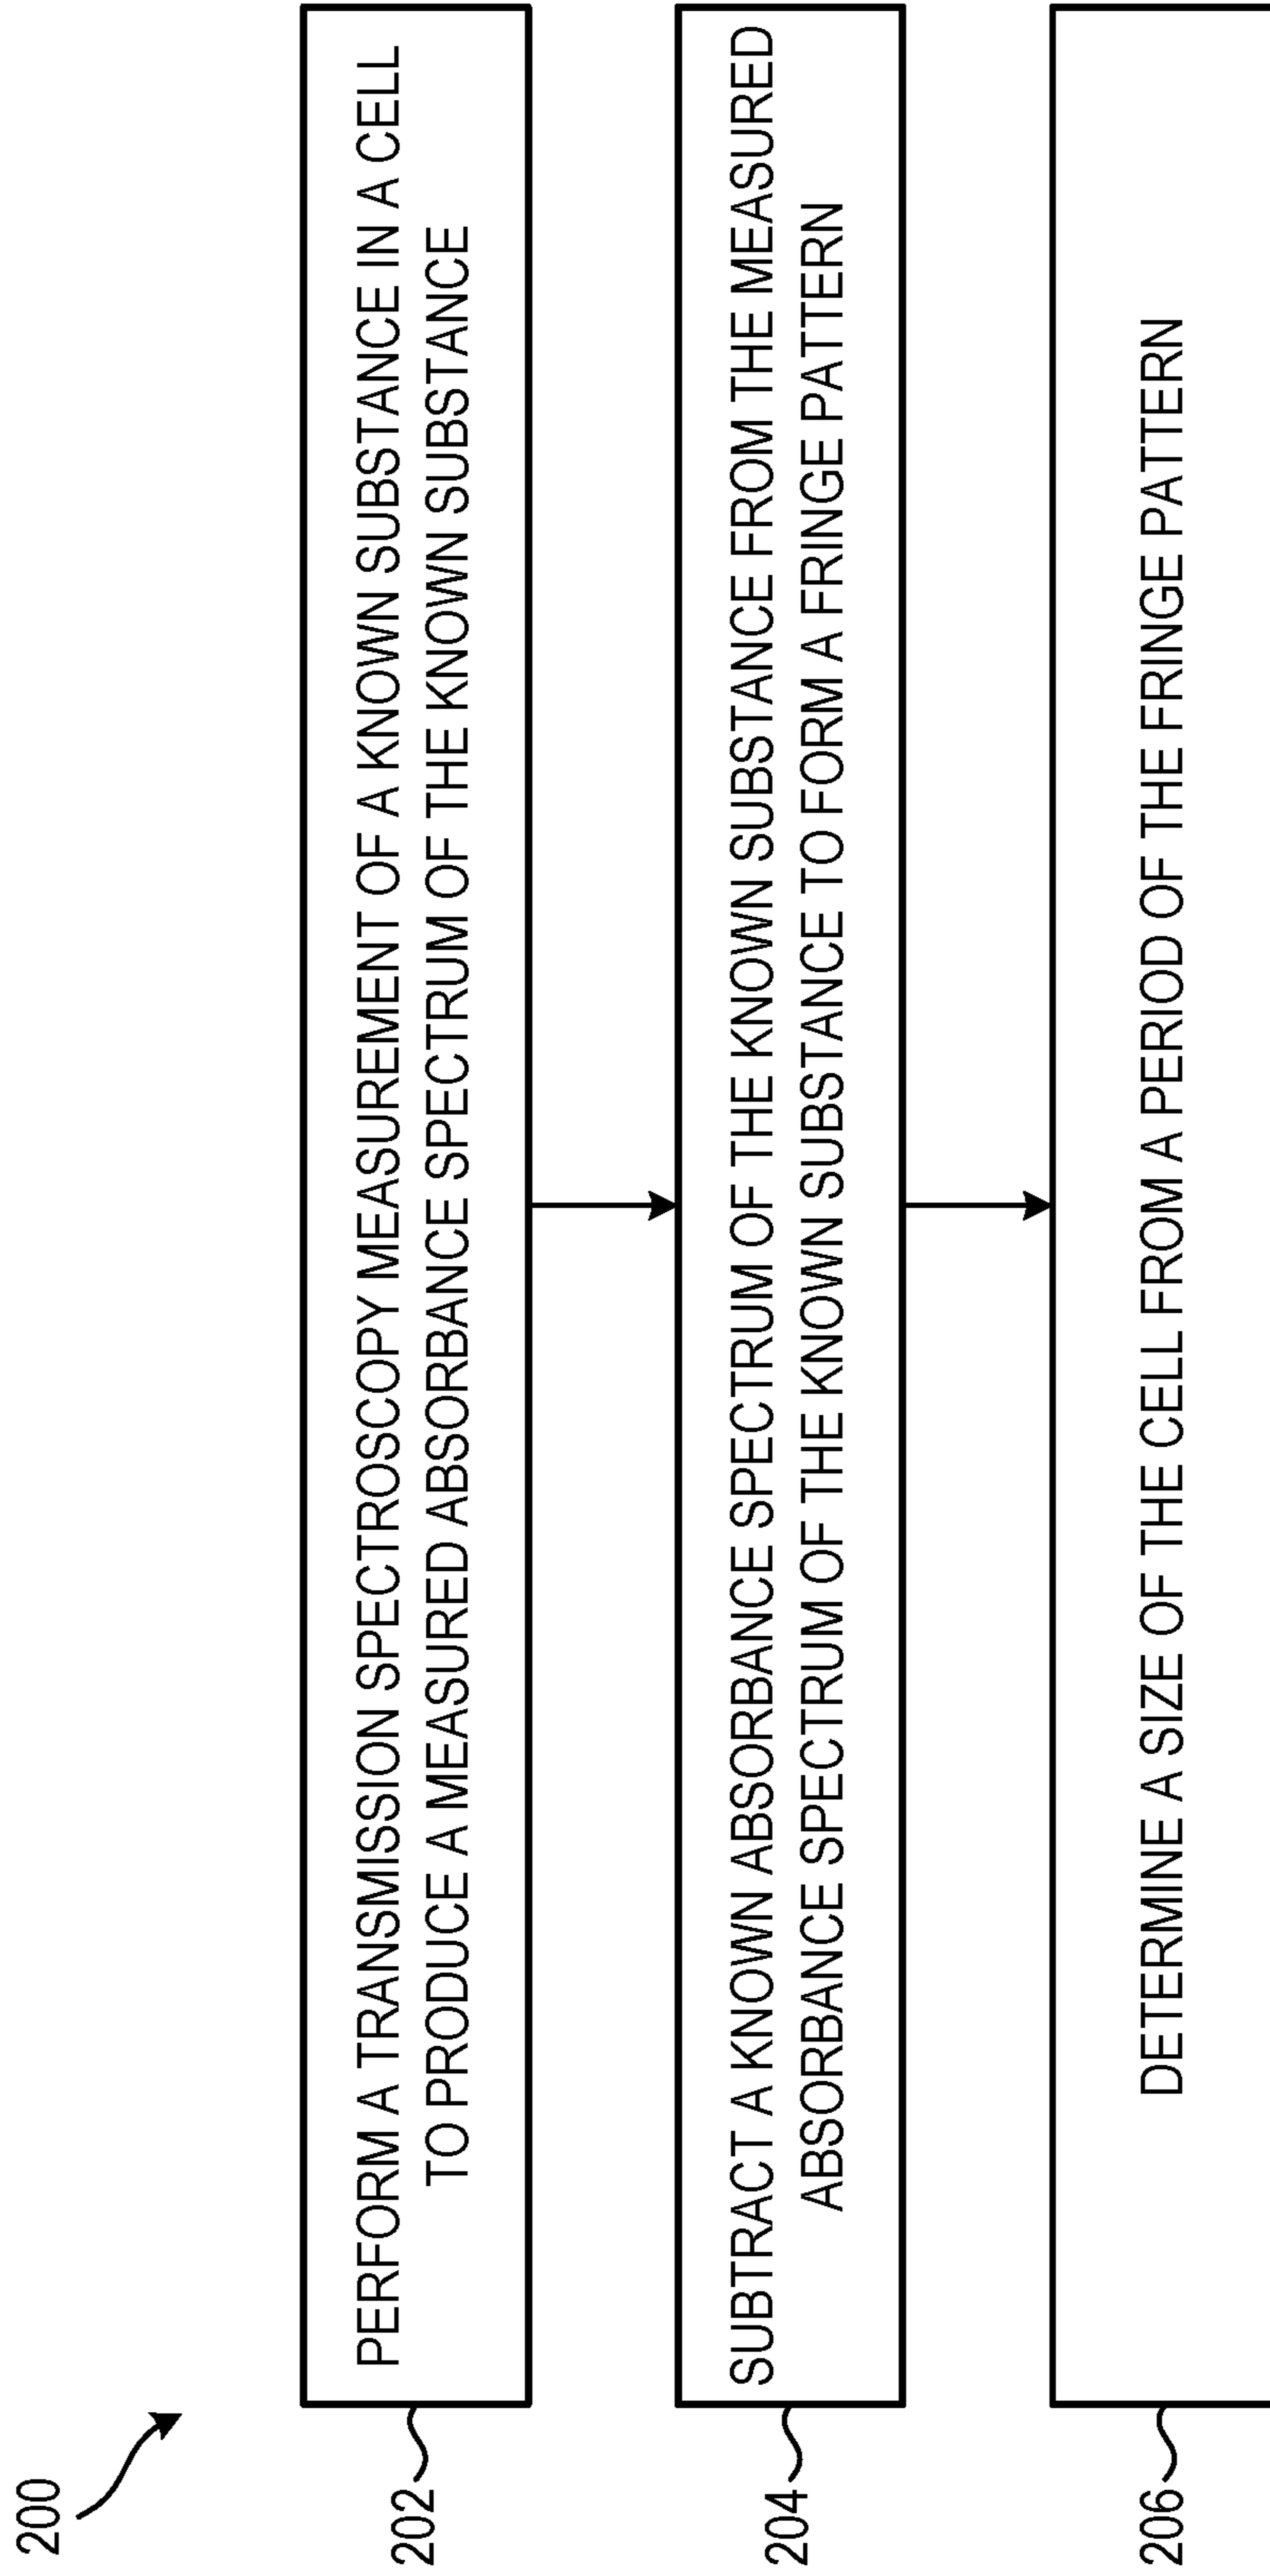 200
202
PERFORM A TRANSMISSION SPECTROSCOPY MEASUREMENT OF A KNOWN SUBSTANCE IN A CELL
TO PRODUCE A MEASURED ABSORBANCE SPECTRUM OF THE KNOWN SUBSTANCE
204
SUBTRACT A KNOWN ABSORBANCE SPECTRUM OF THE KNOWN SUBSTANCE FROM THE MEASURED
ABSORBANCE SPECTRUM OF THE KNOWN SUBSTANCE TO FORM A FRINGE PATTERN
206
DETERMINE A SIZE OF THE CELL FROM A PERIOD OF THE FRINGE PATTERN